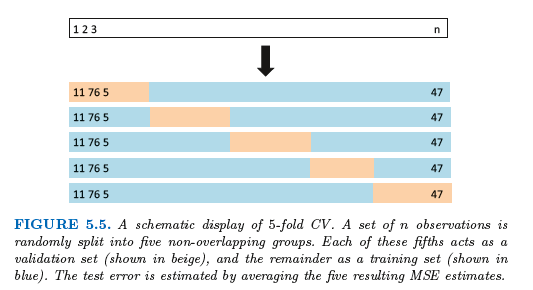 1 2 3 n
11 76 5 47
11 76 5 47
11 76 5 47
11 76 5 47
11 76 5 47
FIGURE 5.5. A schematic display of 5-fold CV. A set of n observations is
randomly split into five non-overlapping groups. Each of these fifths acts as a
validation set (shown in beige), and the remainder as a training set (shown in
blue). The test error is estimated by averaging the five resulting MSE estimates.